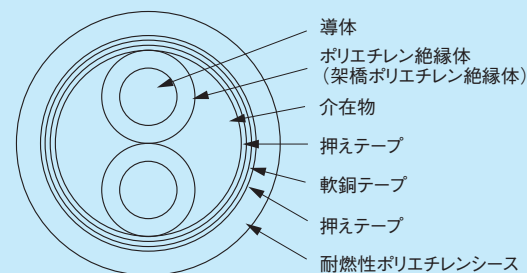 導体
ポリエチレン絶縁体
（架橋ポリエチレン絶縁体）
介在物
押えテープ
軟銅テープ
押えテープ
耐燃性ポリエチレンシース